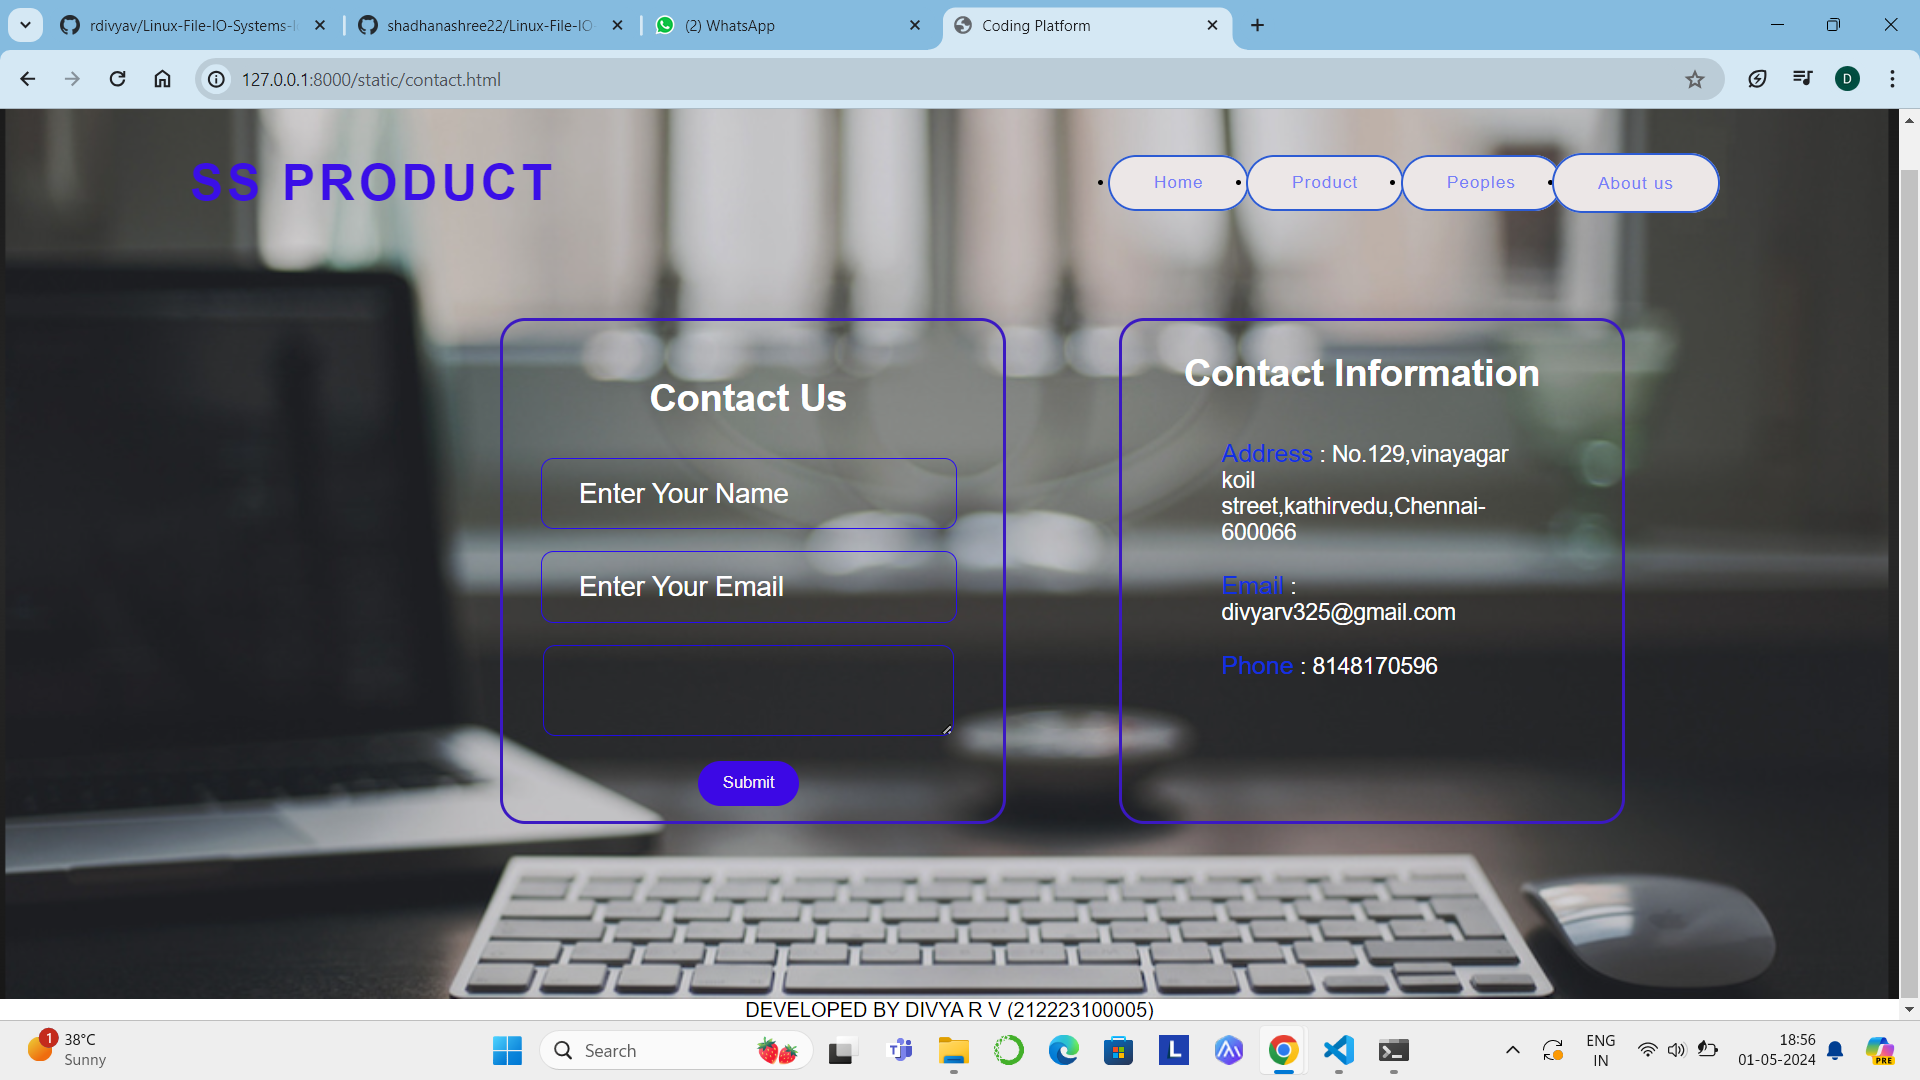 rdivyav/Linux-File-IO-Systems-l
shadhanashree22/Linux-File-IO-
(2) WhatsApp
Coding Platform
127.0.0.1:8000/static/contact.html
D
SS PRODUCT
Home
Product
Peoples
About us
Contact Us
Enter Your Name
Enter Your Email
Submit
Contact Information
Address : No.129,vinayagar
koil
street,kathirvedu,Chennai-
600066
Email :
divyarv325@gmail.com
Phone : 8148170596
DEVELOPED BY DIVYA R V (212223100005)
1
38°C
Sunny
Search
L
PRE
ENG
IN
18:56
01-05-2024